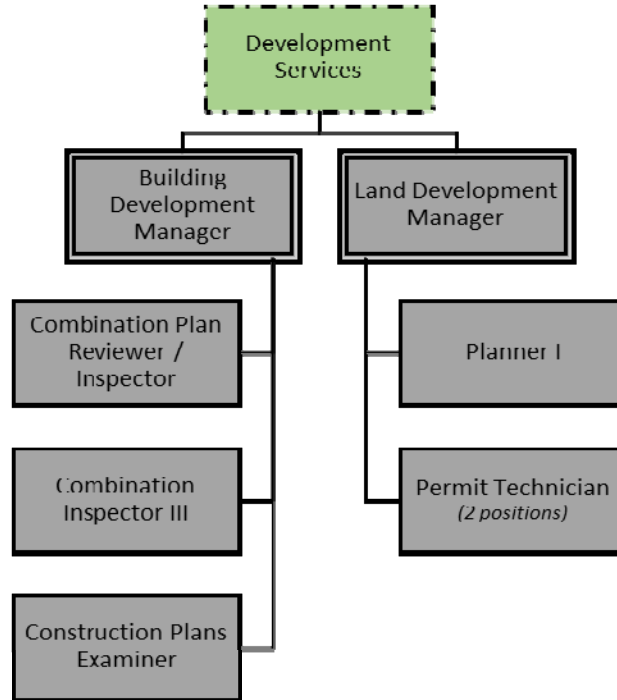 Development
Services
Building
Development
Manager
Land Development
Manager
Combination Plan
Reviewer /
Inspector
Planner I
Combination
Inspector III
Permit Technician
(2 positions)
Construction Plans
Examiner